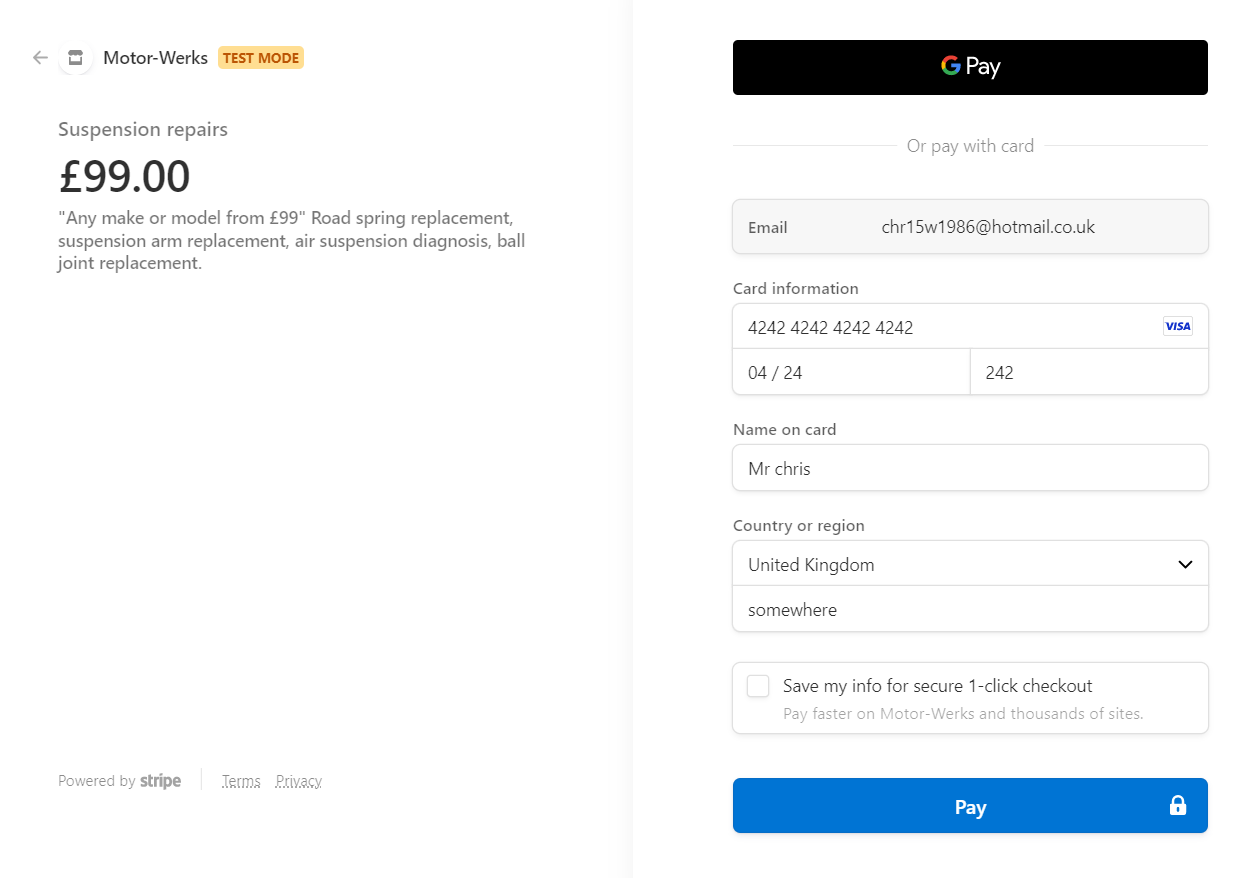 Motor-Werks TEST MODE
Suspension repairs
£99.00
"Any make or model from £99" Road spring replacement,
suspension arm replacement, air suspension diagnosis, ball
joint replacement.
Powered by stripe
Terms Privacy
G Pay
Or pay with card
Email chr15w1986@hotmail.co.uk
Card information
4242 4242 4242 4242 VISA
04 / 24 242
Name on card
Mr chris
Country or region
United Kingdom
somewhere
Save my info for secure 1-click checkout
Pay faster on Motor-Werks and thousands of sites.
Pay